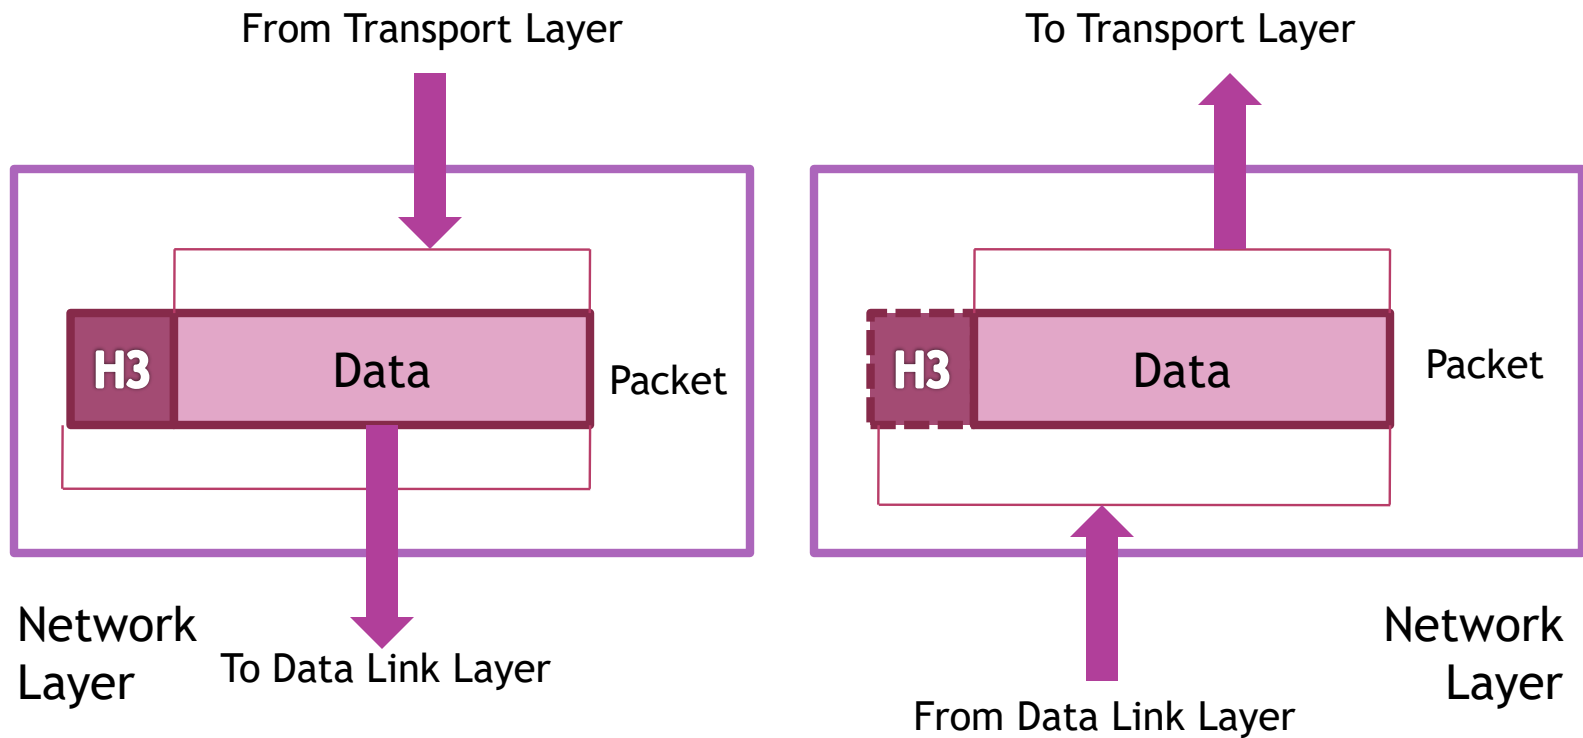 From Transport Layer
To Transport Layer
H3
Data
Packet
H3
Data
Packet
Network
Layer
To Data Link Layer
From Data Link Layer
Network
Layer